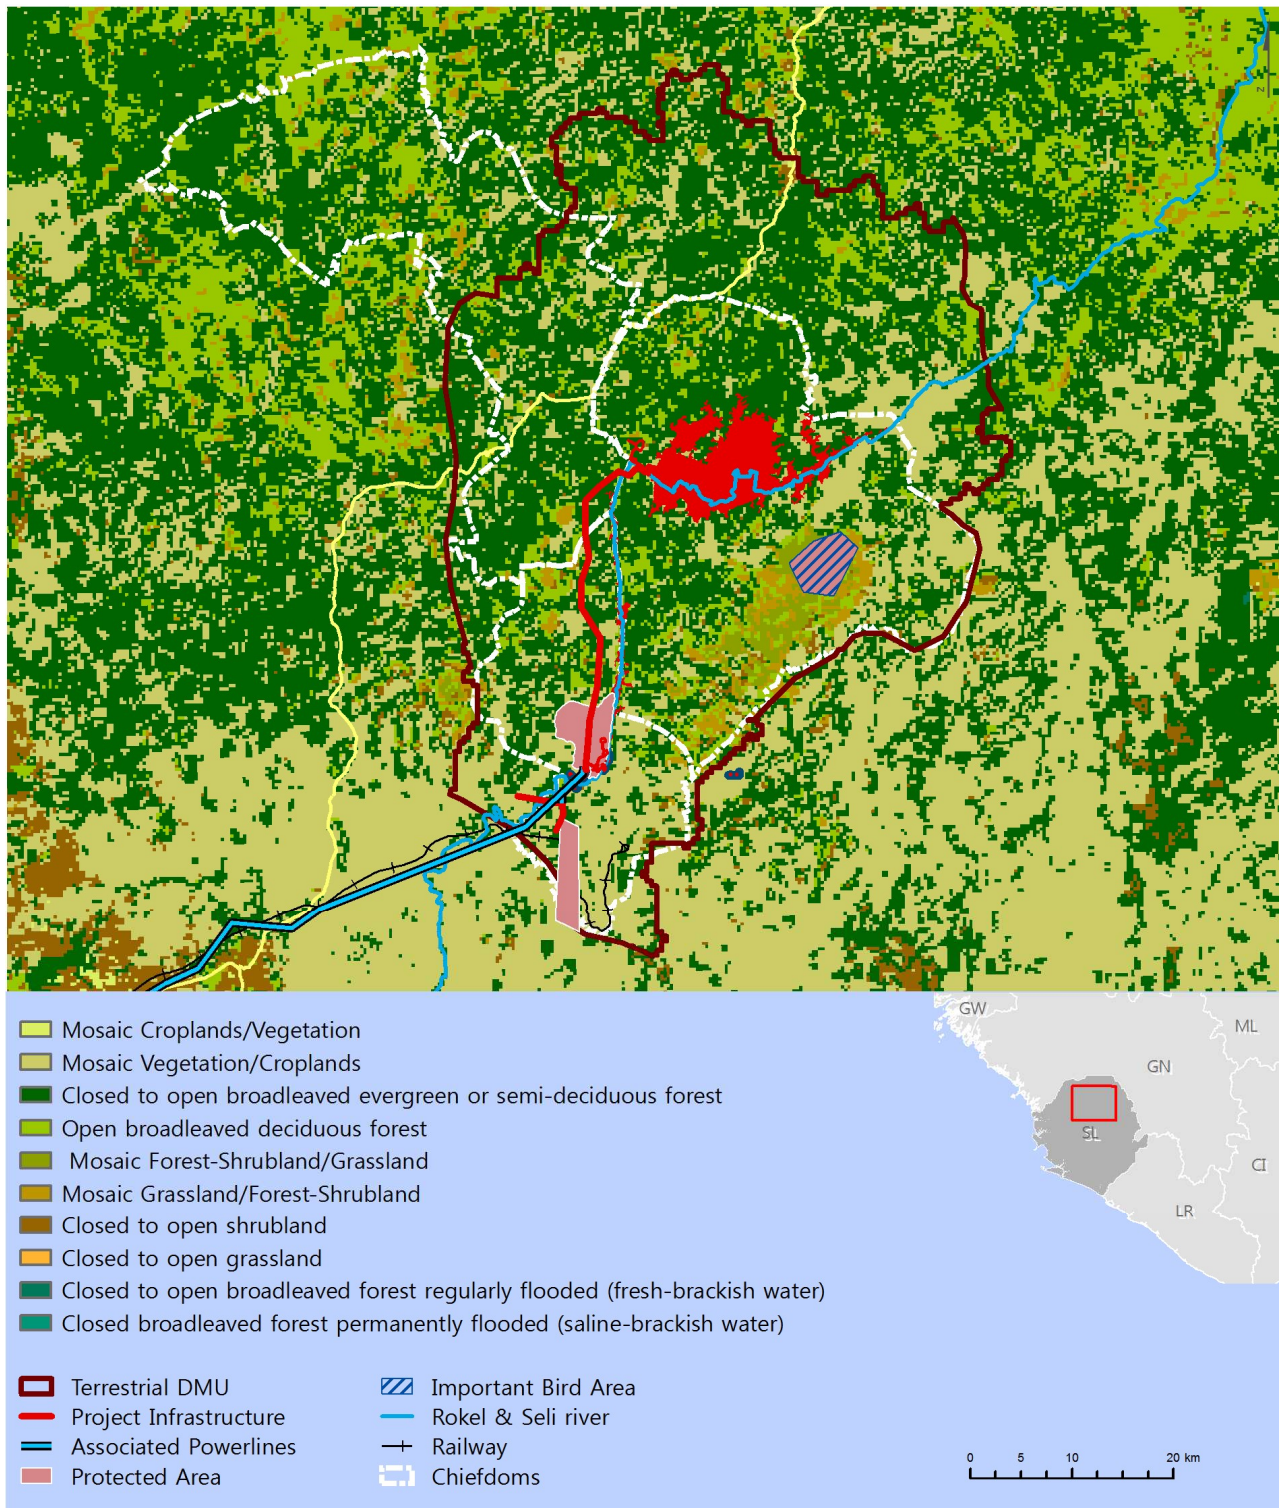 z
GW
ML
GN
SL
CI
LR
Mosaic Croplands/Vegetation
Mosaic Vegetation/Croplands
Closed to open broadleaved evergreen or semi-deciduous forest
Open broadleaved deciduous forest
Mosaic Forest-Shrubland/Grassland
Mosaic Grassland/Forest-Shrubland
Closed to open shrubland
Closed to open grassland
Closed to open broadleaved forest regularly flooded (fresh-brackish water)
Closed broadleaved forest permanently flooded (saline-brackish water)
Terrestrial DMU
Project Infrastructure
Associated Powerlines
Protected Area
Important Bird Area
Rokel & Seli river
Railway
Chiefdoms
0 5 10 20 km